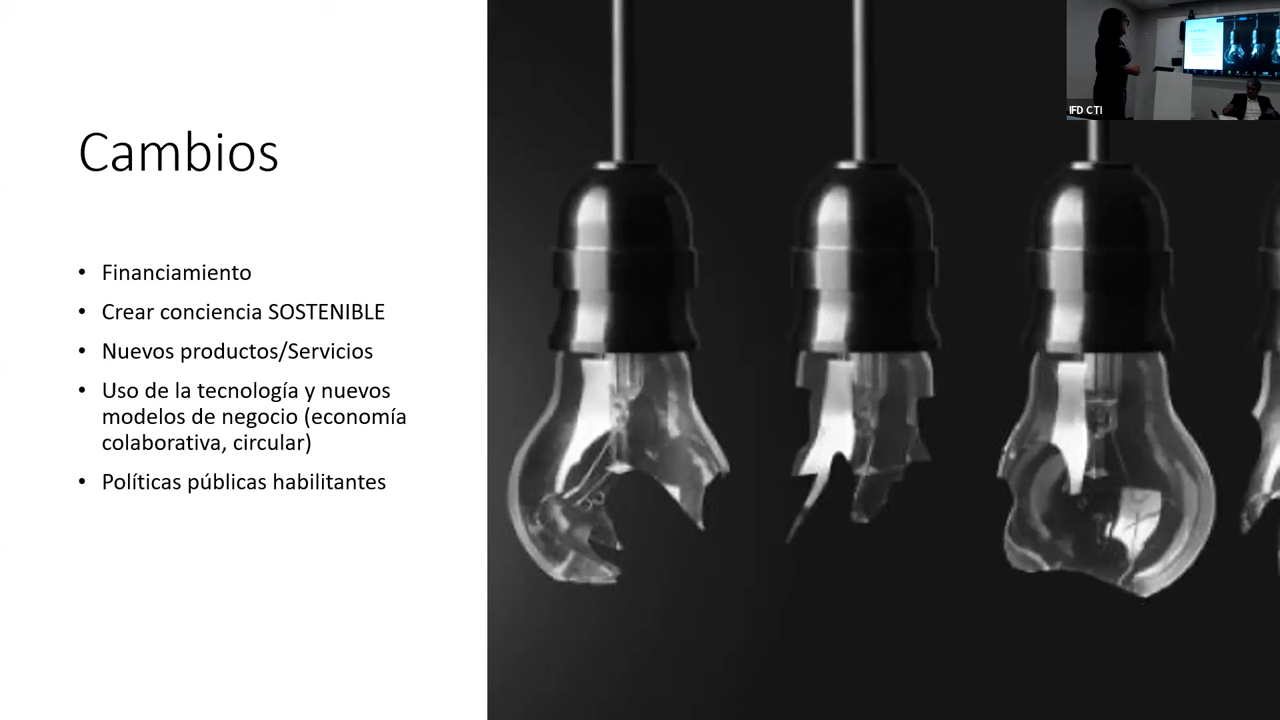 Cambios
• Financiamiento
• Crear conciencia SOSTENIBLE
• Nuevos productos/Servicios
• Uso de la tecnología y nuevos
modelos de negocio (economía
colaborativa, circular)
• Políticas públicas habilitantes
IFD CTI